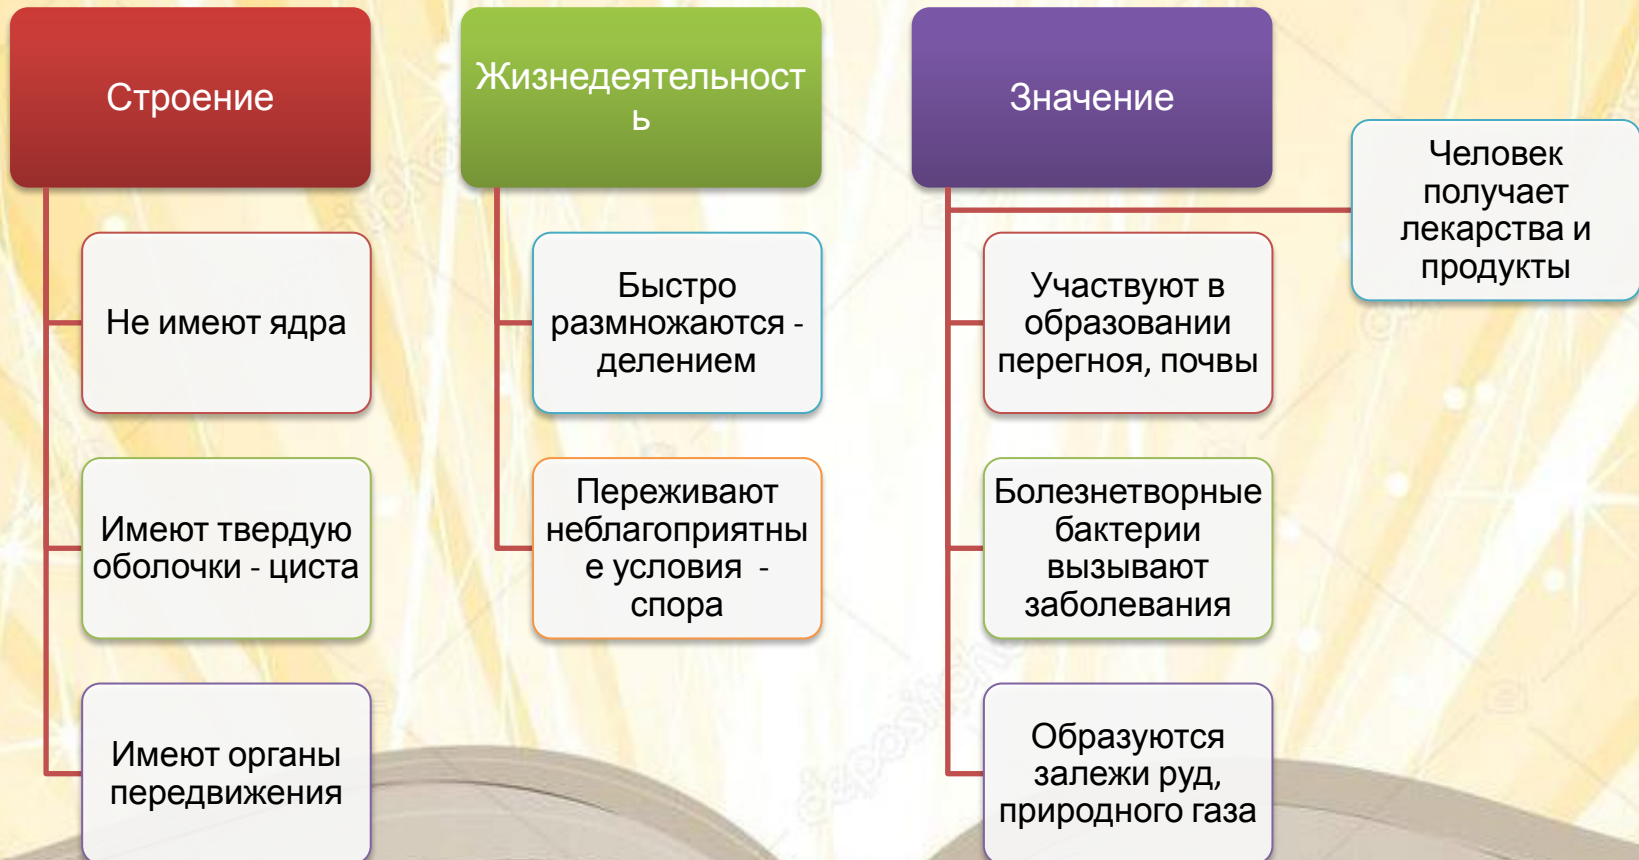 Строение
Не имеют ядра
Имеют твердую
оболочки - циста
Имеют органы
передвижения
Жизнедеятельност
ь
Быстро
размножаются -
делением
Переживают
неблагоприятны
е условия -
спора
Значение
Человек
получает
лекарства и
продукты
Участвуют в
образовании
перегноя, почвы
Болезнетворные
бактерии
вызывают
заболевания
Образуются
залежи руд,
природного газа